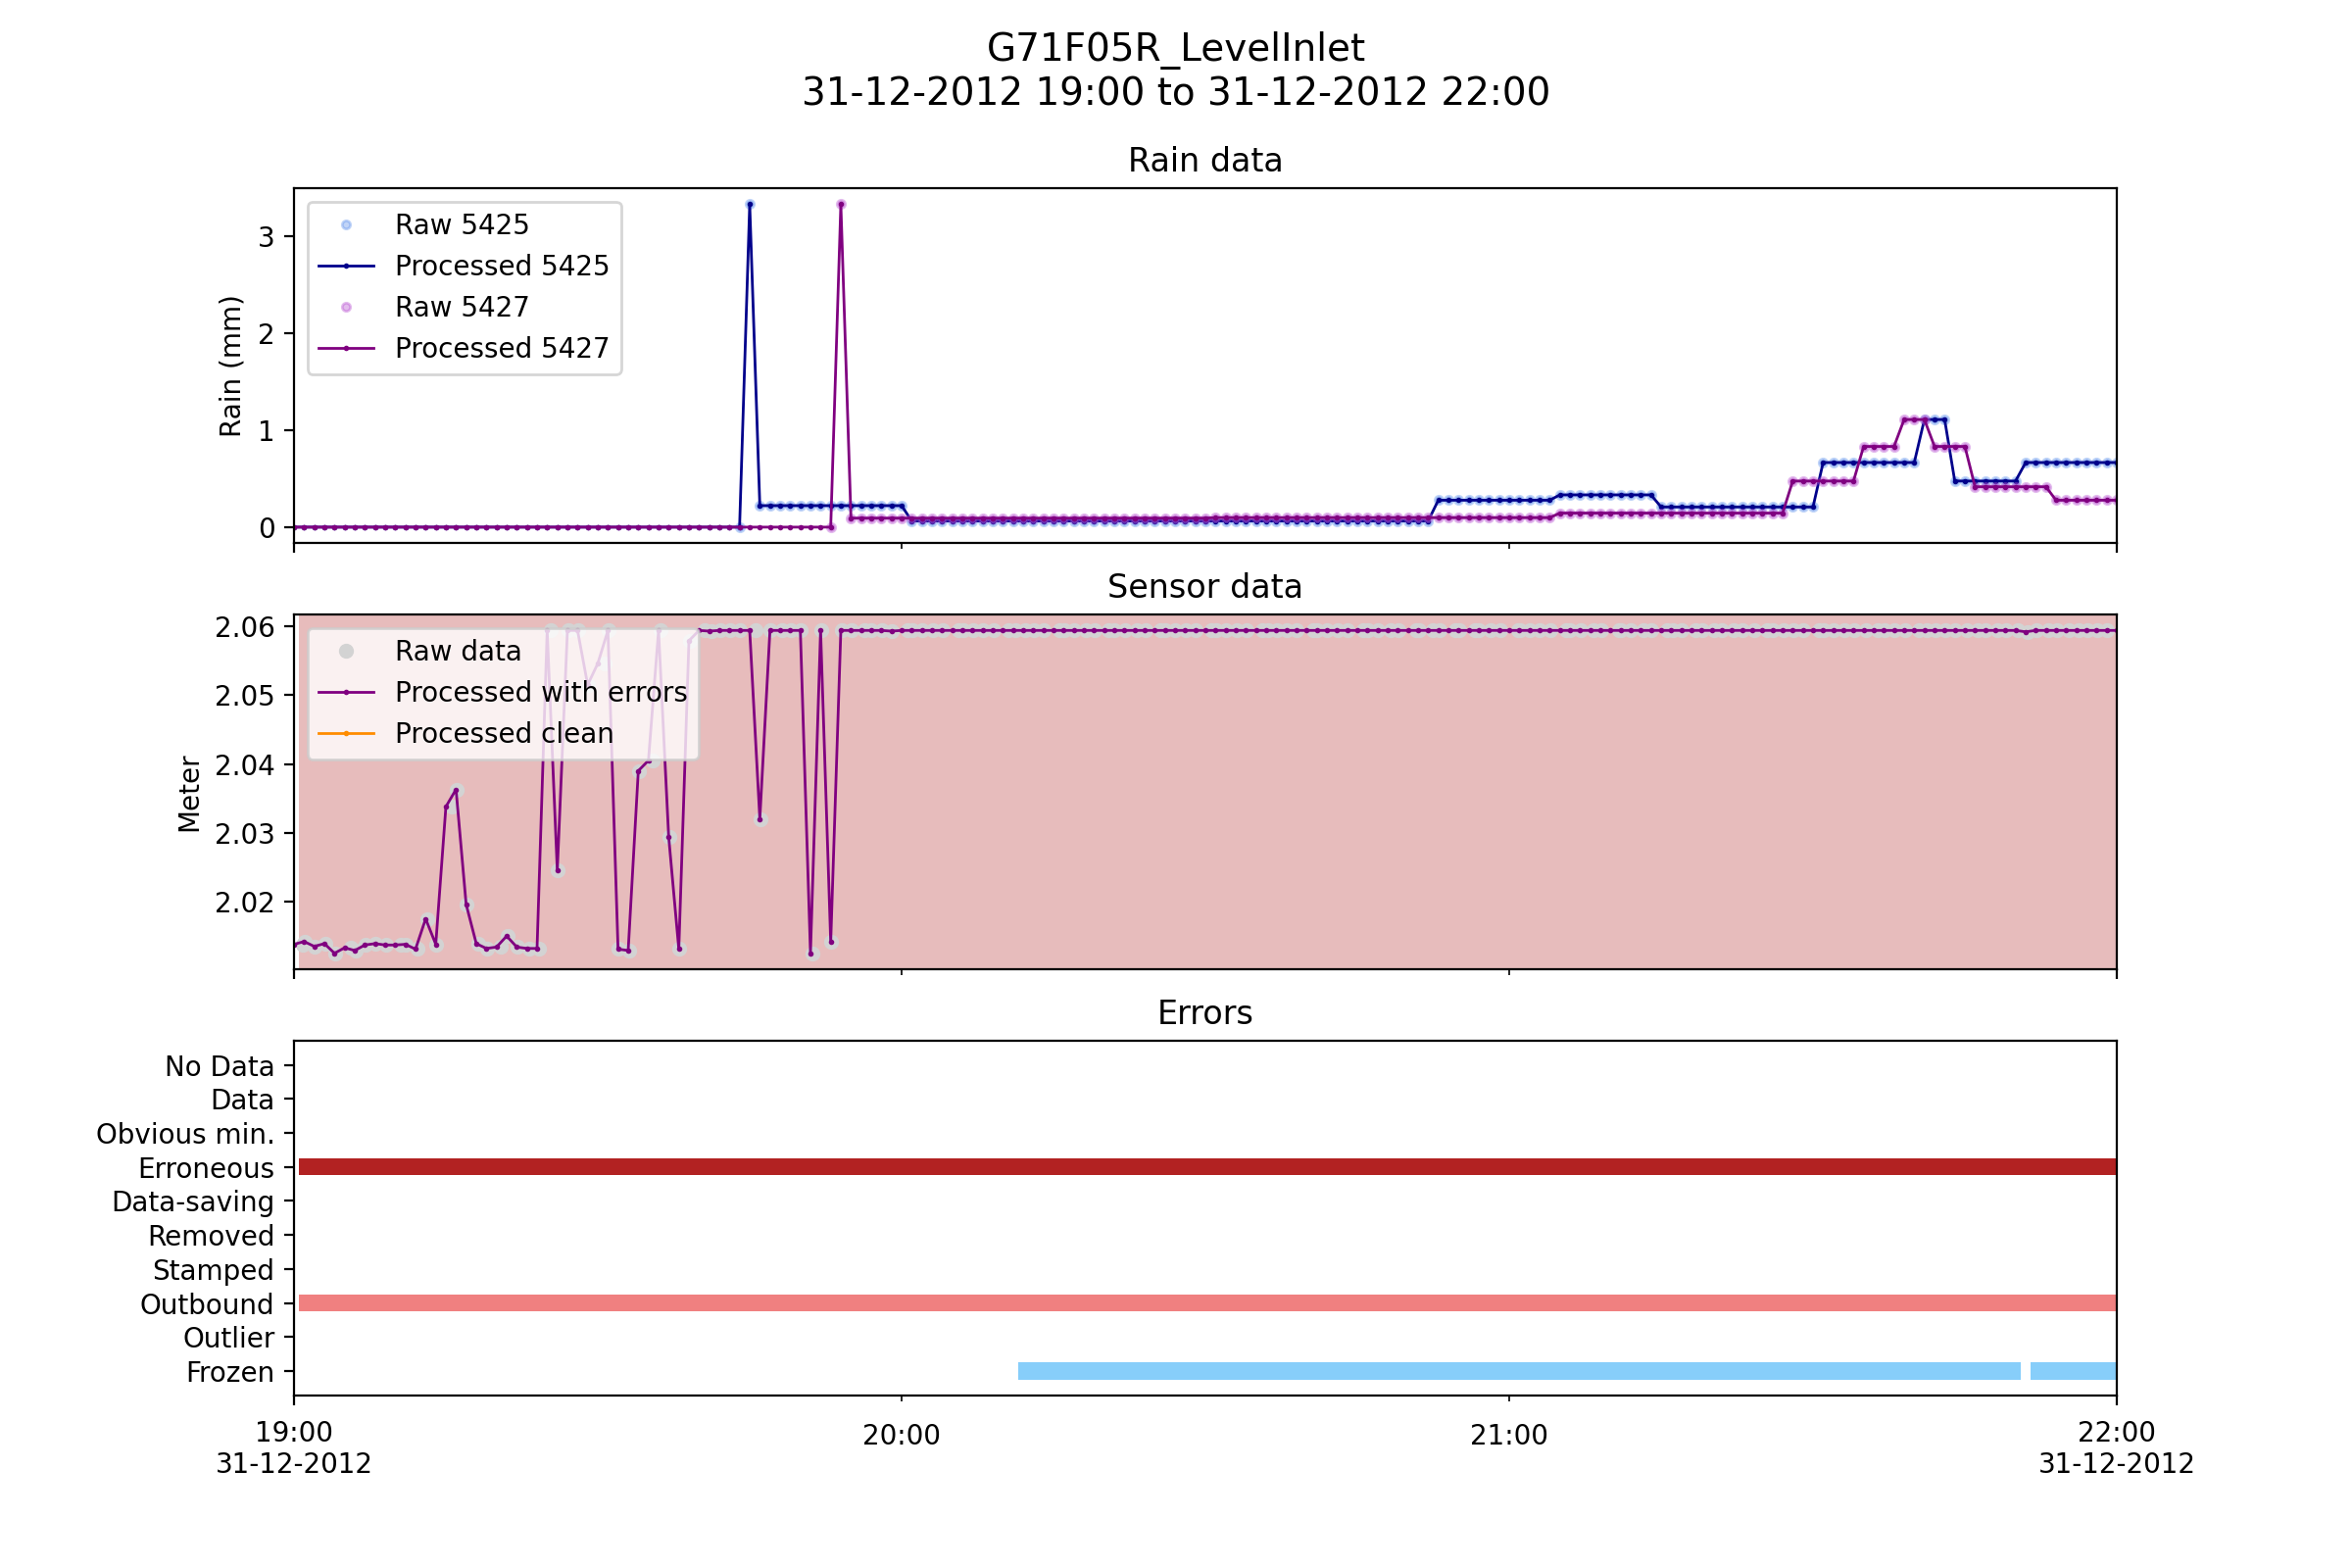 G71F05R_LevelInlet
31-12-2012 19:00 to 31-12-2012 22:00
Rain data
Rain (mm)
3
2
1
0
Raw 5425
Processed 5425
Raw 5427
Processed 5427
Sensor data
Meter
2.06
2.05
2.04
2.03
2.02
Raw data
Processed with errors
Processed clean
Errors
No Data
Data
Obvious min.
Erroneous
Data-saving
Removed
Stamped
Outbound
Outlier
Frozen
19:00
31-12-2012
20:00
21:00
22:00
31-12-2012